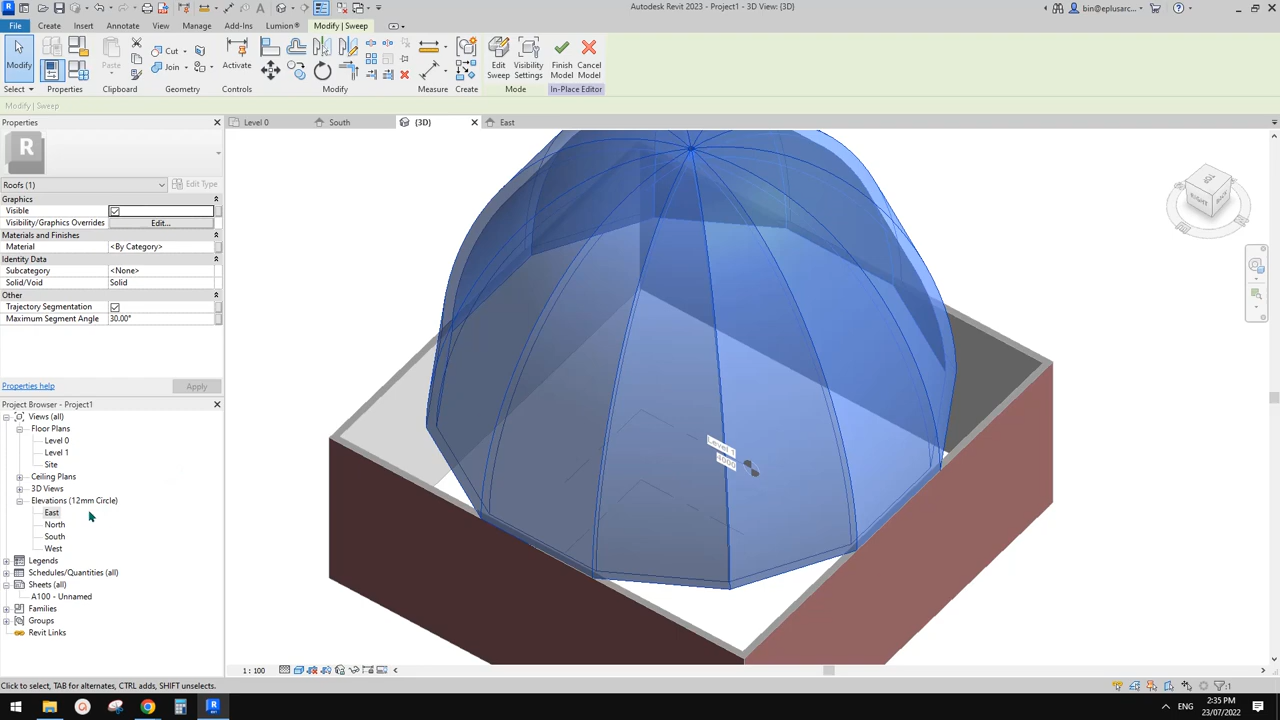 Autodesk Revit 2023 - Project1 - 3D View: {3D}
bin@eplusarc...
File Create Insert Annotate View Manage Add-Ins Lumion® Modify | Sweep
Modify
Paste
Cut
Join
Activate
Edit Sweep
Visibility Settings
Finish Model
Cancel Model
Select Properties Clipboard Geometry Controls Modify Measure Create Mode In-Place Editor
Modify | Sweep
Properties
Level 0
South
{3D}
East
R
Roofs (1)
Edit Type
Graphics
Visible
Visibility/Graphics Overrides Edit...
Materials and Finishes
Material <By Category>
Identity Data
Subcategory <None>
Solid/Void Solid
Other
Trajectory Segmentation
Maximum Segment Angle 30.00°
Properties help
Apply
Project Browser - Project1
Views (all)
Floor Plans
Level 0
Level 1
Site
Ceiling Plans
3D Views
Elevations (12mm Circle)
East
North
South
West
Legends
Schedules/Quantities (all)
Sheets (all)
A100 - Unnamed
Families
Groups
Revit Links
Level 1
4000
1 : 100
Click to select, TAB for alternates, CTRL adds, SHIFT unselects.
:1
ENG
2:35 PM
23/07/2022